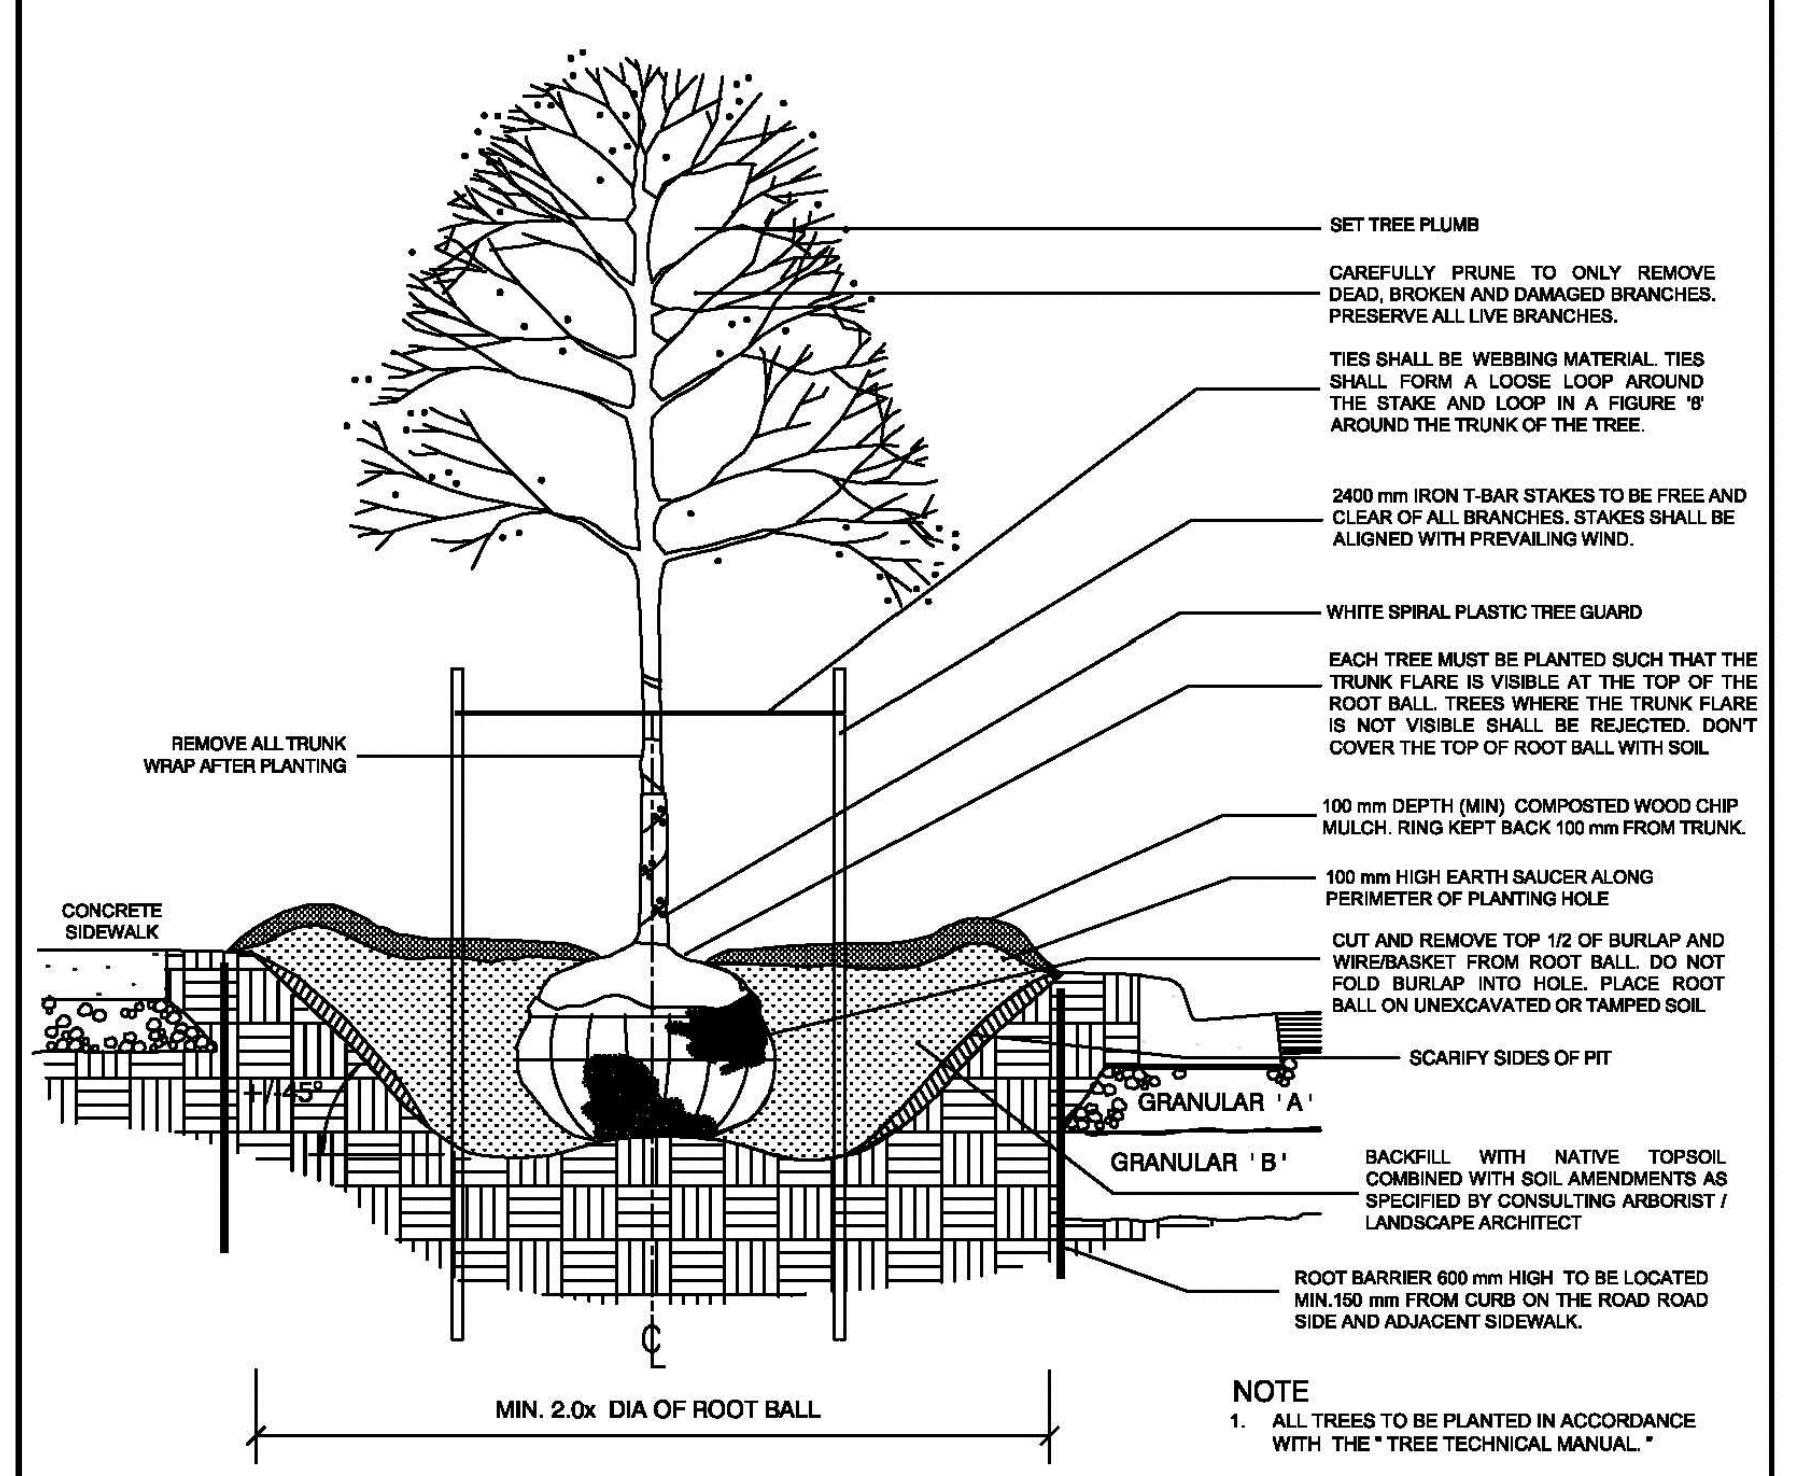 SET TREE PLUMB
CAREFULLY PRUNE TO ONLY REMOVE
DEAD, BROKEN AND DAMAGED BRANCHES.
PRESERVE ALL LIVE BRANCHES.
TIES SHALL BE WEBBING MATERIAL. TIES
SHALL FORM A LOOSE LOOP AROUND
THE STAKE AND LOOP IN A FIGURE '8'
AROUND THE TRUNK OF THE TREE.
2400 mm IRON T-BAR STAKES TO BE FREE AND
CLEAR OF ALL BRANCHES. STAKES SHALL BE
ALIGNED WITH PREVAILING WIND.
WHITE SPIRAL PLASTIC TREE GUARD
EACH TREE MUST BE PLANTED SUCH THAT THE
TRUNK FLARE IS VISIBLE AT THE TOP OF THE
ROOT BALL. TREES WHERE THE TRUNK FLARE
IS NOT VISIBLE SHALL BE REJECTED. DON'T
COVER THE TOP OF ROOT BALL WITH SOIL
REMOVE ALL TRUNK
WRAP AFTER PLANTING
100 mm DEPTH (MIN) COMPOSTED WOOD CHIP
MULCH. RING KEPT BACK 100 mm FROM TRUNK.
100 mm HIGH EARTH SAUCER ALONG
PERIMETER OF PLANTING HOLE
CONCRETE
SIDEWALK
CUT AND REMOVE TOP 1/2 OF BURLAP AND
WIRE/BASKET FROM ROOT BALL. DO NOT
FOLD BURLAP INTO HOLE. PLACE ROOT
BALL ON UNEXCAVATED OR TAMPED SOIL
SCARIFY SIDES OF PIT
+/-45°
GRANULAR 'A'
GRANULAR 'B'
BACKFILL WITH NATIVE TOPSOIL
COMBINED WITH SOIL AMENDMENTS AS
SPECIFIED BY CONSULTING ARBORIST /
LANDSCAPE ARCHITECT
ROOT BARRIER 600 mm HIGH TO BE LOCATED
MIN.150 mm FROM CURB ON THE ROAD ROAD
SIDE AND ADJACENT SIDEWALK.
CL
MIN. 2.0x DIA OF ROOT BALL
NOTE
1. ALL TREES TO BE PLANTED IN ACCORDANCE
WITH THE " TREE TECHNICAL MANUAL. "